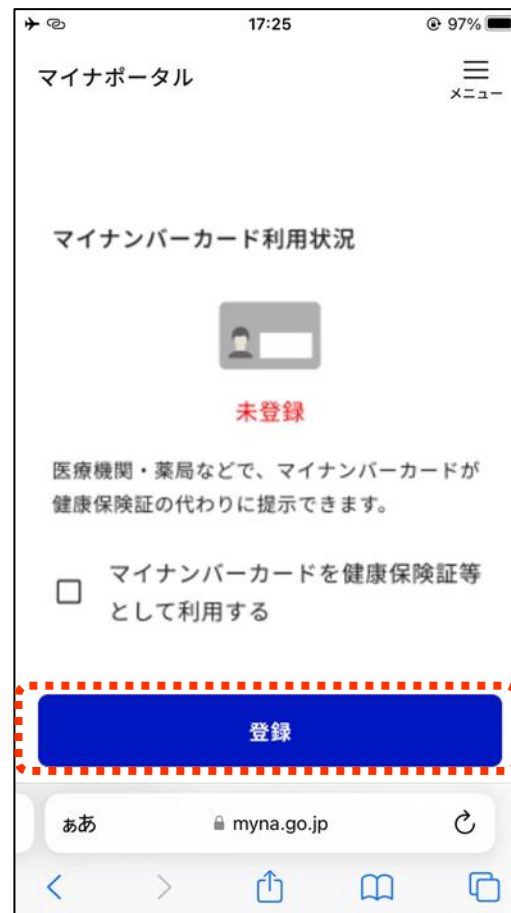 17:25
97%
マイナポータル
メニュー
マイナンバーカード利用状況
未登録
医療機関・薬局などで、マイナンバーカードが
健康保険証の代わりに提示できます。
マイナンバーカードを健康保険証等
として利用する
登録
ぁあ
myna.go.jp